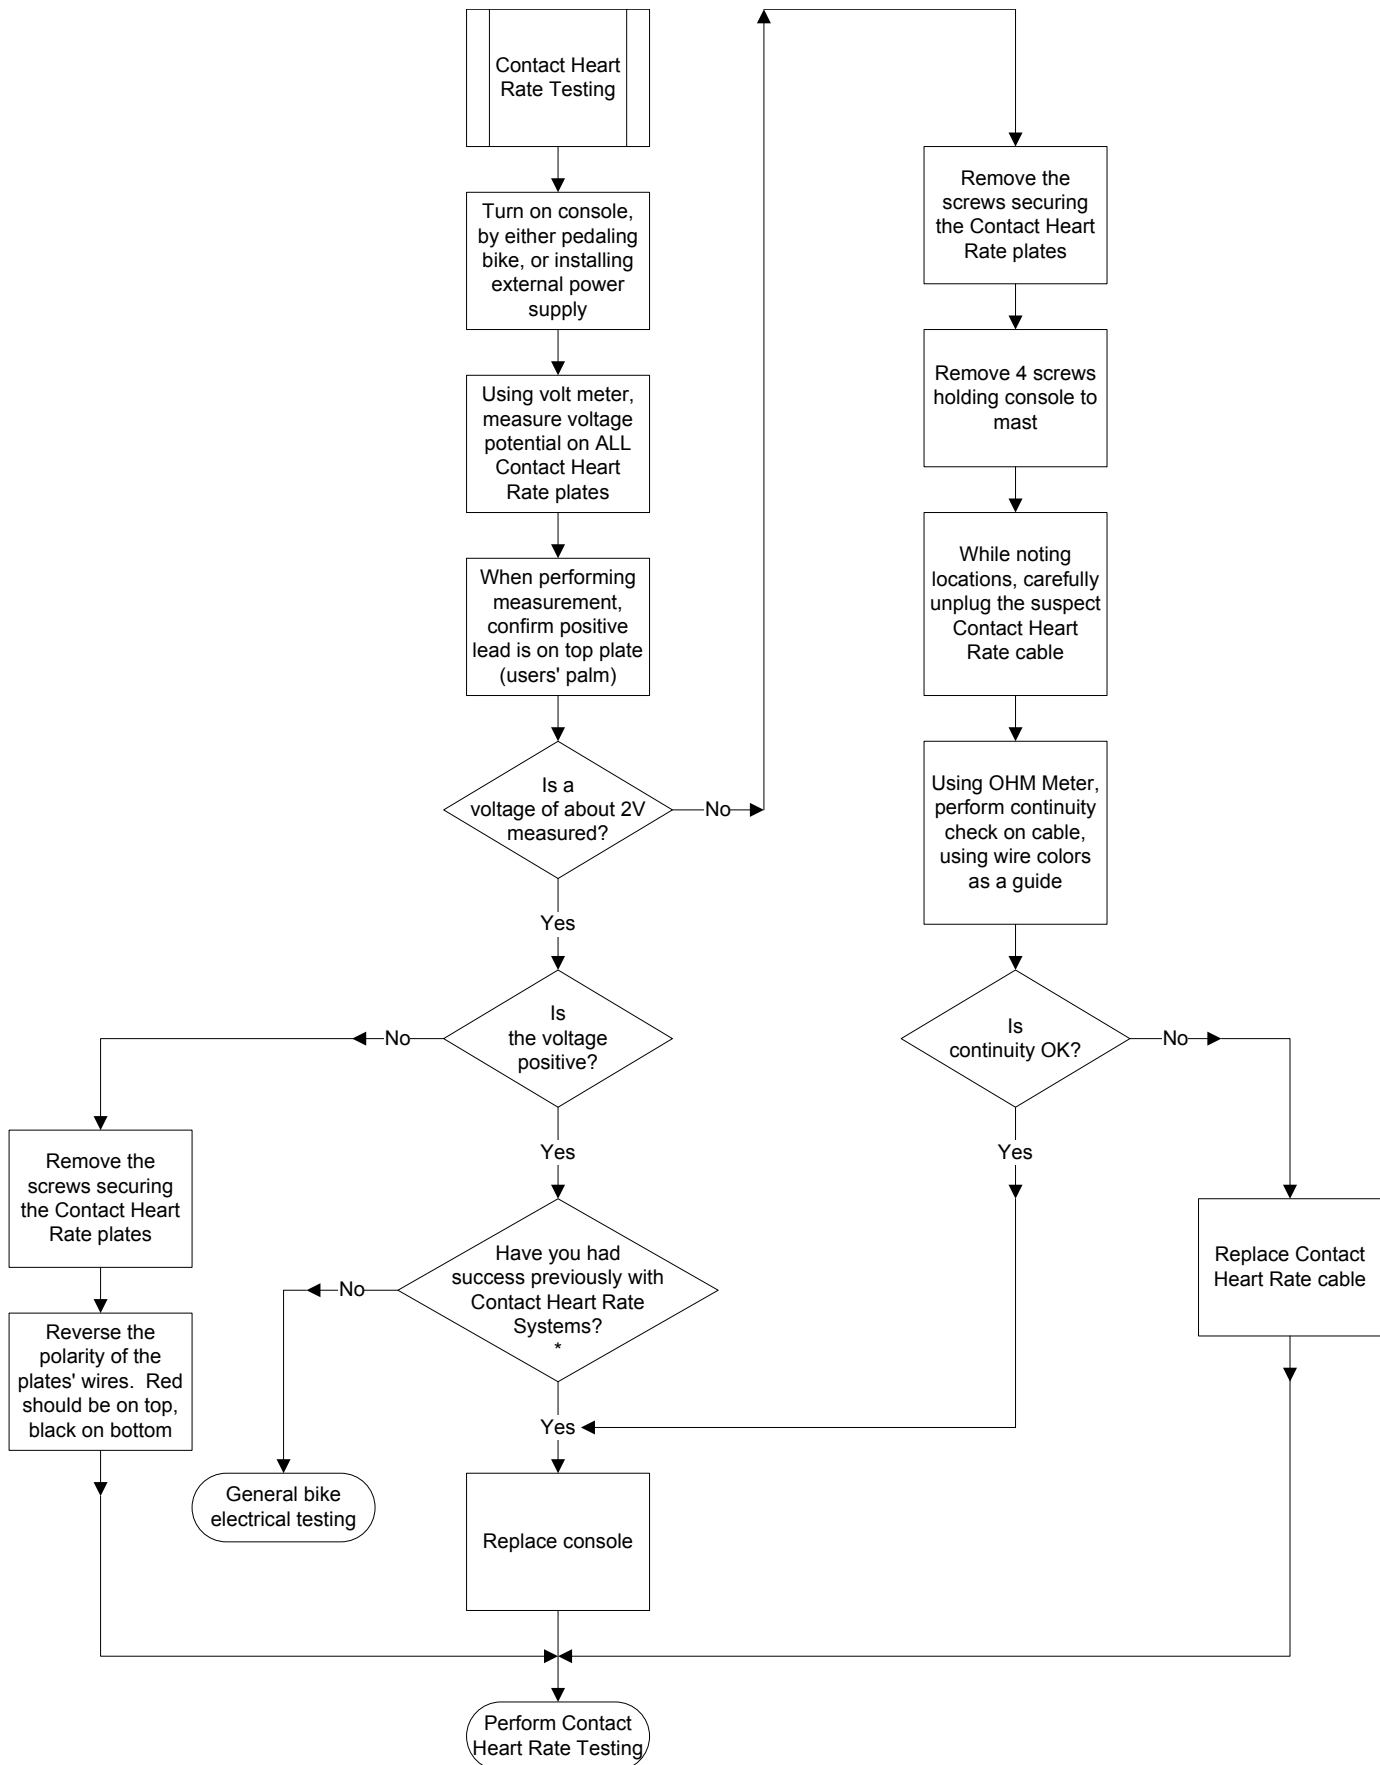 Contact Heart
Rate Testing
Turn on console,
by either pedaling
bike, or installing
external power
supply
Using volt meter,
measure voltage
potential on ALL
Contact Heart
Rate plates
When performing
measurement,
confirm positive
lead is on top plate
(users' palm)
Is a
voltage of about 2V
measured?
No
Yes
Is
the voltage
positive?
No
Yes
Remove the
screws securing
the Contact Heart
Rate plates
Reverse the
polarity of the
plates' wires.  Red
should be on top,
black on bottom
Have you had
success previously with
Contact Heart Rate
Systems?
*
No
Yes
General bike
electrical testing
Replace console
Remove the
screws securing
the Contact Heart
Rate plates
Remove 4 screws
holding console to
mast
While noting
locations, carefully
unplug the suspect
Contact Heart
Rate cable
Using OHM Meter,
perform continuity
check on cable,
using wire colors
as a guide
Is
continuity OK?
No
Yes
Replace Contact
Heart Rate cable
Perform Contact
Heart Rate Testing